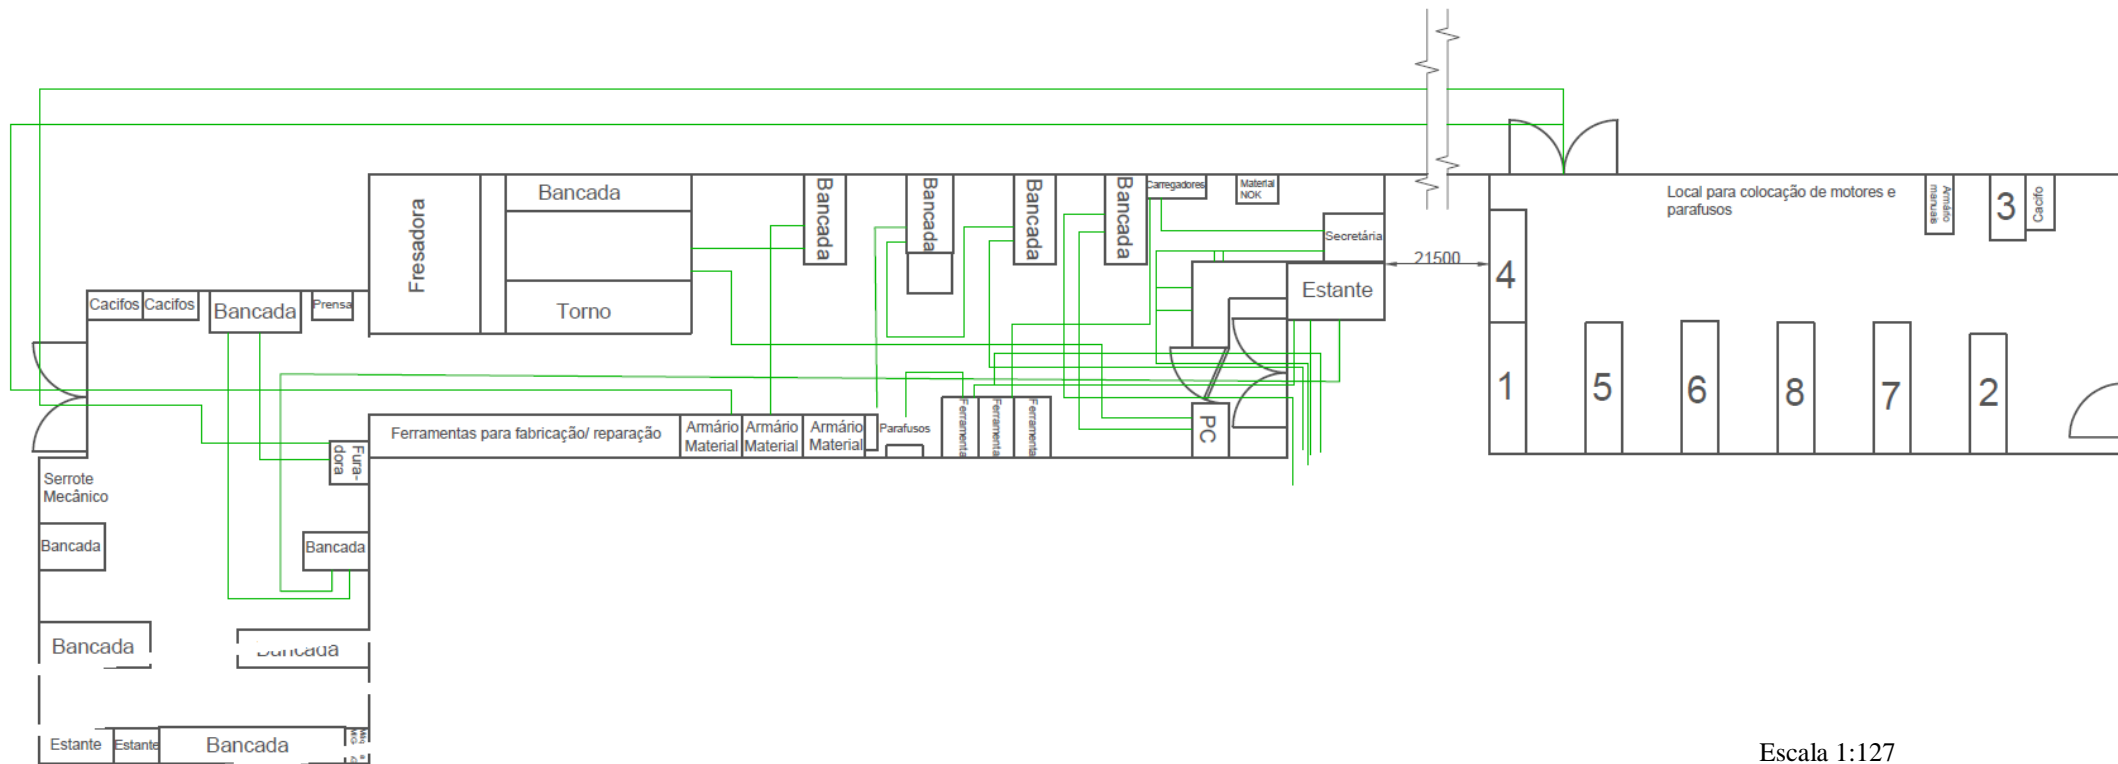 Bancada
Fresadora
Torno
Bancada
Bancada
Bancada
Bancada
Carregadores
Material
NOK
Secretária
Estante
21500
Local para colocação de motores e
parafusos
Armário
manuais
3
Cacifo
4
1
5
6
8
7
2
Cacifos
Cacifos
Bancada
Prensa
Ferramentas para fabricação/ reparação
Armário
Material
Armário
Material
Armário
Material
Parafusos
Ferramenta
Ferramenta
Ferramenta
PC
Fura-
dora
Serrote
Mecânico
Bancada
Bancada
Bancada
Bancada
Estante
Estante
Bancada
Escala 1:127